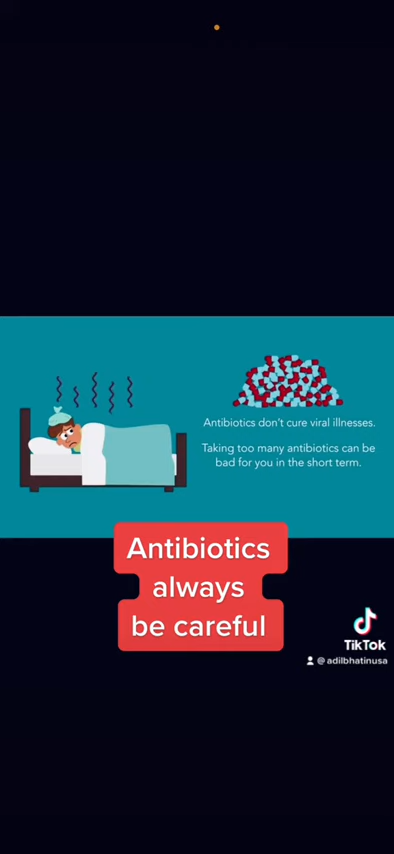 Antibiotics don't cure viral illnesses.
Taking too many antibiotics can be
bad for you in the short term.
Antibiotics
always
be careful
TikTok
@adilbhatinusa